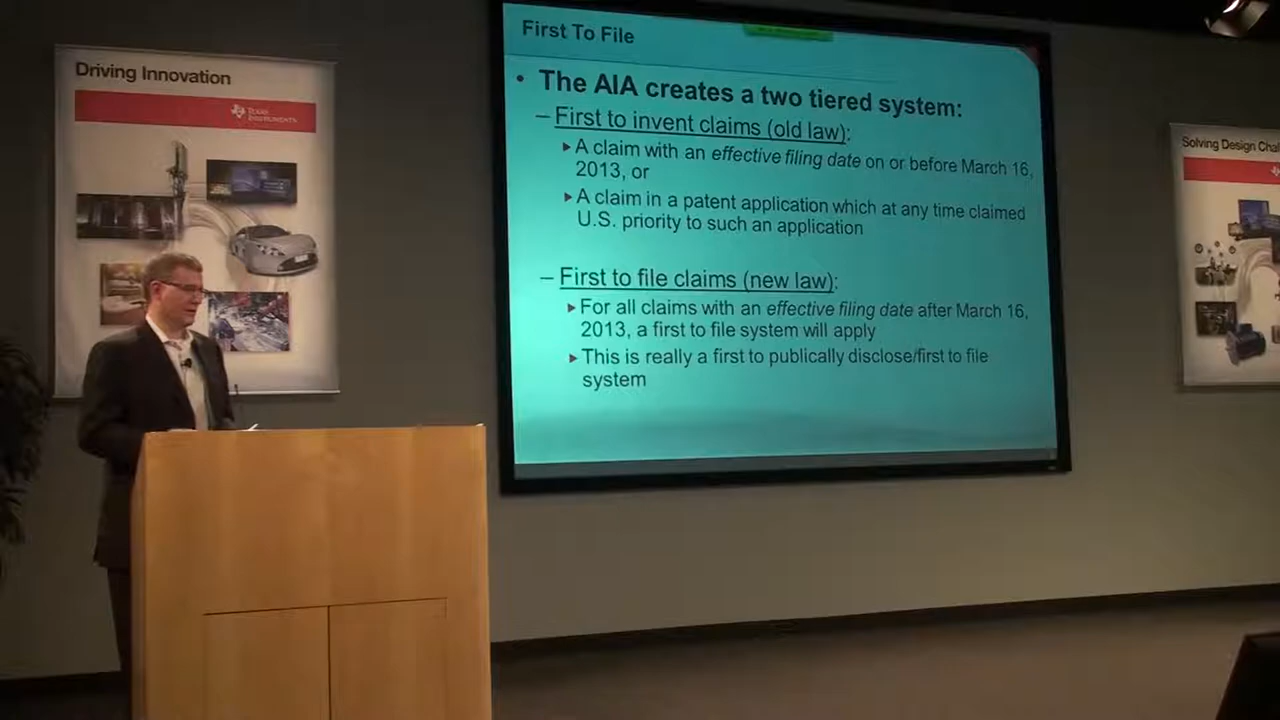 Driving Innovation
TEXAS
INSTRUMENTS
First To File
• The AIA creates a two tiered system:
– First to invent claims (old law):
A claim with an effective filing date on or before March 16,
2013, or
A claim in a patent application which at any time claimed
U.S. priority to such an application
– First to file claims (new law):
For all claims with an effective filing date after March 16,
2013, a first to file system will apply
This is really a first to publically disclose/first to file
system
Solving Design Chal